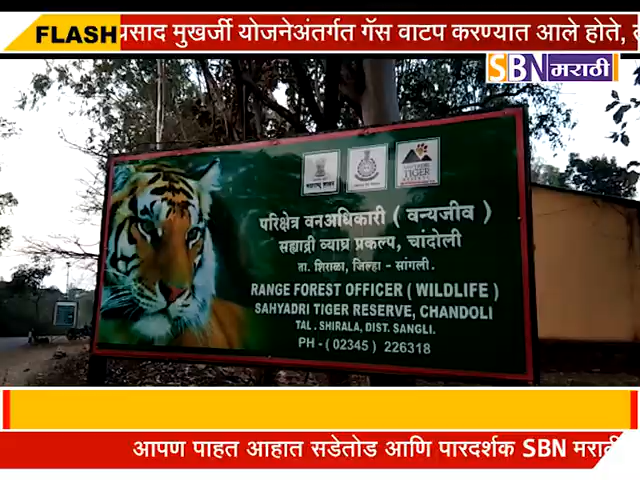 FLASH प्रसाद मुखर्जी योजनेअंतर्गत गॅस वाटप करण्यात आले होते,
SBN मराठी
TIGER
परिक्षेत्र वनअधिकारी ( वन्यजीव )
सह्याद्री व्याघ्र प्रकल्प, चांदोली
ता. शिराळा, जिल्हा - सांगली.
RANGE FOREST OFFICER ( WILDLIFE )
SAHYADRI TIGER RESERVE, CHANDOLI
TAL . SHIRALA, DIST. SANGLI.
PH - ( 02345 ) 226318
आपण पाहत आहात सडेतोड आणि पारदर्शक SBN मराठी